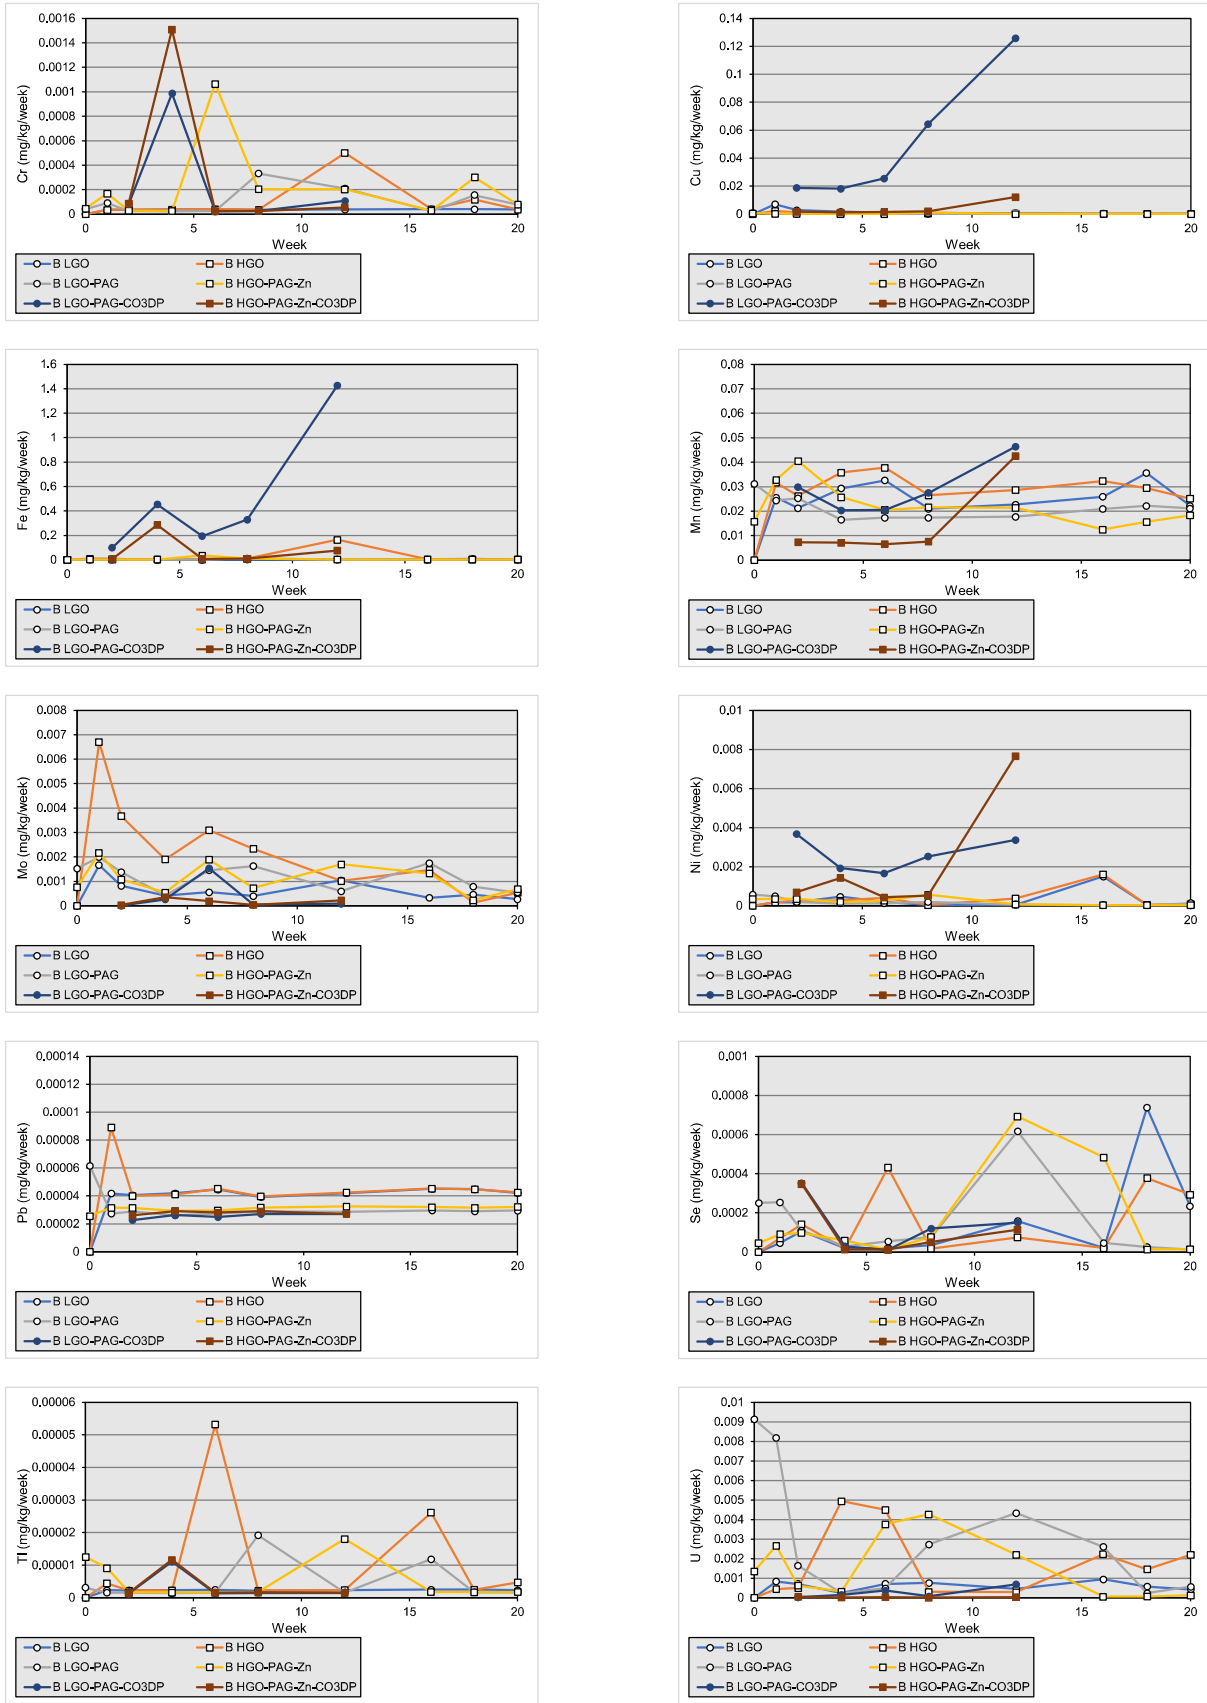 0.0016
0.0014
0.0012
0.001
0.0008
0.0006
0.0004
0.0002
0
Cr (mg/kg/week)
0 5 10 15 20
Week
B LGO B HGO
B LGO-PAG B HGO-PAG-Zn
B LGO-PAG-CO3DP B HGO-PAG-Zn-CO3DP
0.14
0.12
0.1
0.08
0.06
0.04
0.02
0
Cu (mg/kg/week)
0 5 10 15 20
Week
B LGO B HGO
B LGO-PAG B HGO-PAG-Zn
B LGO-PAG-CO3DP B HGO-PAG-Zn-CO3DP
1.6
1.4
1.2
1
0.8
0.6
0.4
0.2
0
Fe (mg/kg/week)
0 5 10 15 20
Week
B LGO B HGO
B LGO-PAG B HGO-PAG-Zn
B LGO-PAG-CO3DP B HGO-PAG-Zn-CO3DP
0.08
0.07
0.06
0.05
0.04
0.03
0.02
0.01
0
Mn (mg/kg/week)
0 5 10 15 20
Week
B LGO B HGO
B LGO-PAG B HGO-PAG-Zn
B LGO-PAG-CO3DP B HGO-PAG-Zn-CO3DP
0.008
0.007
0.006
0.005
0.004
0.003
0.002
0.001
0
Mo (mg/kg/week)
0 5 10 15 20
Week
B LGO B HGO
B LGO-PAG B HGO-PAG-Zn
B LGO-PAG-CO3DP B HGO-PAG-Zn-CO3DP
0.01
0.008
0.006
0.004
0.002
0
Ni (mg/kg/week)
0 5 10 15 20
Week
B LGO B HGO
B LGO-PAG B HGO-PAG-Zn
B LGO-PAG-CO3DP B HGO-PAG-Zn-CO3DP
0.00014
0.00012
0.0001
0.00008
0.00006
0.00004
0.00002
0
Pb (mg/kg/week)
0 5 10 15 20
Week
B LGO B HGO
B LGO-PAG B HGO-PAG-Zn
B LGO-PAG-CO3DP B HGO-PAG-Zn-CO3DP
0.001
0.0008
0.0006
0.0004
0.0002
0
Se (mg/kg/week)
0 5 10 15 20
Week
B LGO B HGO
B LGO-PAG B HGO-PAG-Zn
B LGO-PAG-CO3DP B HGO-PAG-Zn-CO3DP
0.00006
0.00005
0.00004
0.00003
0.00002
0.00001
0
Tl (mg/kg/week)
0 5 10 15 20
Week
B LGO B HGO
B LGO-PAG B HGO-PAG-Zn
B LGO-PAG-CO3DP B HGO-PAG-Zn-CO3DP
0.01
0.009
0.008
0.007
0.006
0.005
0.004
0.003
0.002
0.001
0
U (mg/kg/week)
0 5 10 15 20
Week
B LGO B HGO
B LGO-PAG B HGO-PAG-Zn
B LGO-PAG-CO3DP B HGO-PAG-Zn-CO3DP